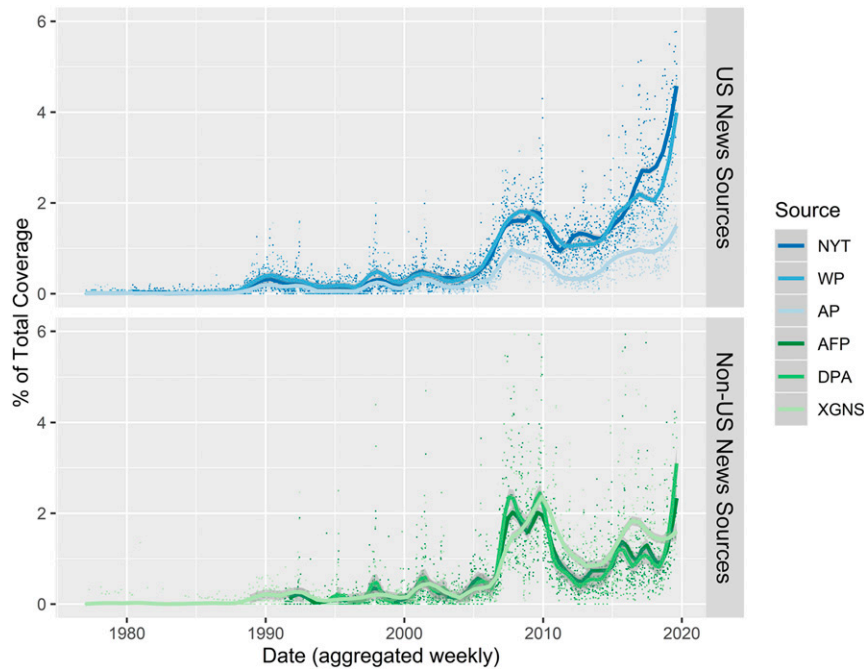 6
4
2
0
US News Sources
6
4
2
0
Non-US News Sources
% of Total Coverage
1980
1990
2000
2010
2020
Date (aggregated weekly)
Source
NYT
WP
AP
AFP
DPA
XGNS